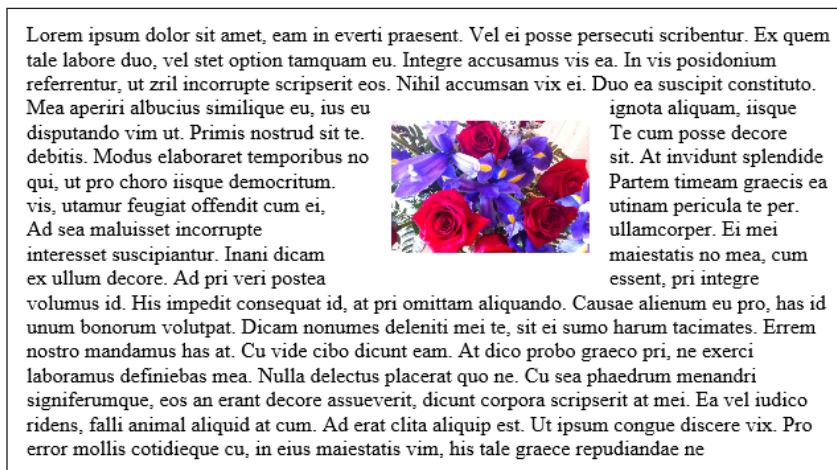 Lorem ipsum dolor sit amet, eam in everti praesent. Vel ei posse persecuti scribentur. Ex quem
tale labore duo, vel stet option tamquam eu. Integre accusamus vis ea. In vis posidonium
referrentur, ut zril incorrupte scripserit eos. Nihil accumsan vix ei. Duo ea suscipit constituto.
Mea aperiri albucius similique eu, ius eu ignota aliquam, iisque
disputando vim ut. Primis nostrud sit te. Te cum posse decore
debitis. Modus elaboraret temporibus no sit. At invidunt splendide
qui, ut pro choro iisque democritum. Partem timeam graecis ea
vis, utamur feugiat offendit cum ei, utinam pericula te per.
Ad sea maluisset incorrupte ullamcorper. Ei mei
interesset suscipiantur. Inani dicam maiestatis no mea, cum
ex ullum decore. Ad pri veri postea essent, pri integre
volumus id. His impedit consequat id, at pri omittam aliquando. Causae alienum eu pro, has id
unum bonorum volutpat. Dicam nonumes deleniti mei te, sit ei sumo harum tacimates. Errem
nostro mandamus has at. Cu vide cibo dicunt eam. At dico probo graeco pri, ne exerci
laboramus definiebas mea. Nulla delectus placerat quo ne. Cu sea phaedrum menandri
signiferumque, eos an erant decore assueverit, dicunt corpora scripserit at mei. Ea vel iudico
ridens, falli animal aliquid at cum. Ad erat clita aliquip est. Ut ipsum congue discere vix. Pro
error mollis cotidieque cu, in eius maiestatis vim, his tale graece repudiandae ne